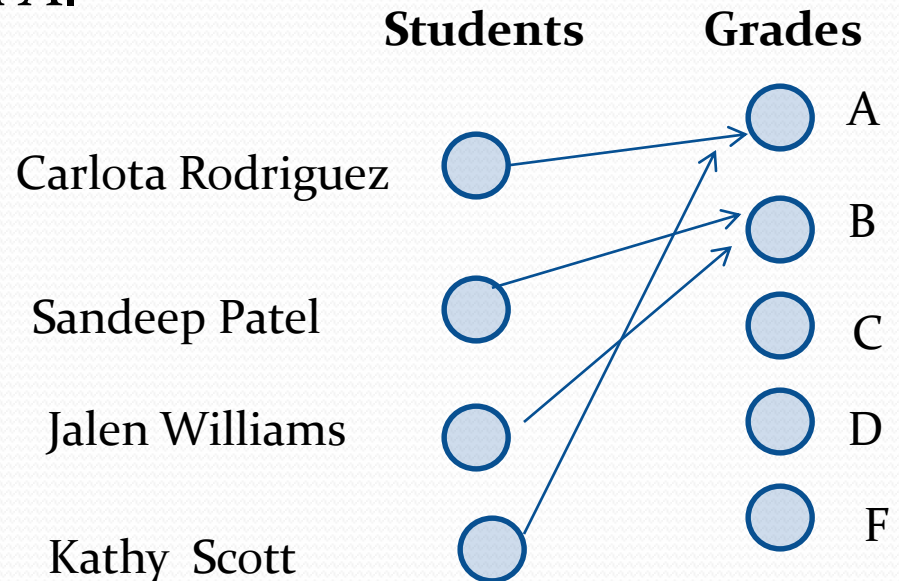 Students Grades
A
Carlota Rodriguez
B
Sandeep Patel
C
Jalen Williams
D
F
Kathy Scott